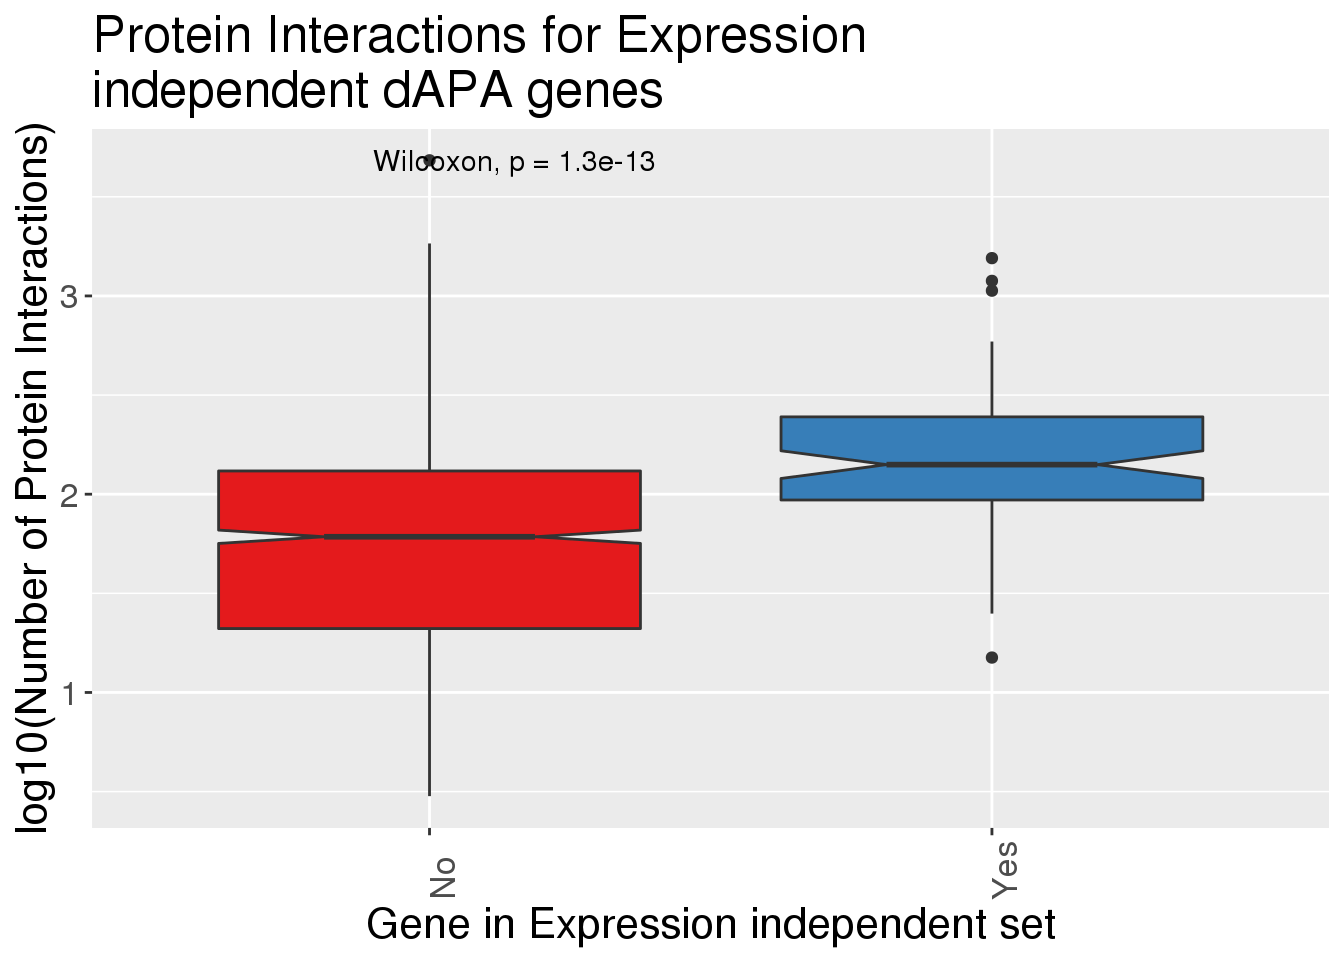 Protein Interactions for Expression
independent dAPA genes
Wilcoxon, p = 1.3e-13
log10(Number of Protein Interactions)
3
2
1
No
Yes
Gene in Expression independent set